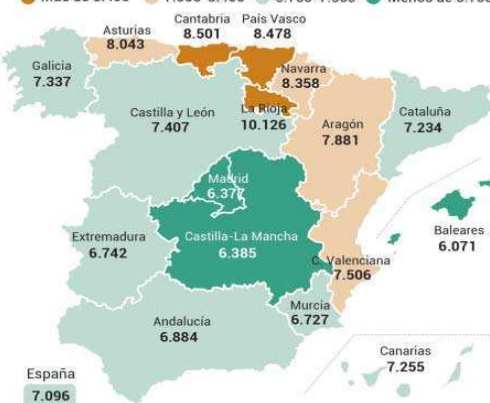 Asturias
8.043
Cantabria
8.501
País Vasco
8.478
Galicia
7.337
Navarra
8.358
La Rioja
10.126
Castilla y León
7.407
Aragón
7.881
Cataluña
7.234
Madrid
6.377
Baleares
6.071
Extremadura
6.742
Castilla-La Mancha
6.385
C. Valenciana
7.506
Murcia
6.727
Andalucía
6.884
Canarias
7.255
España
7.096